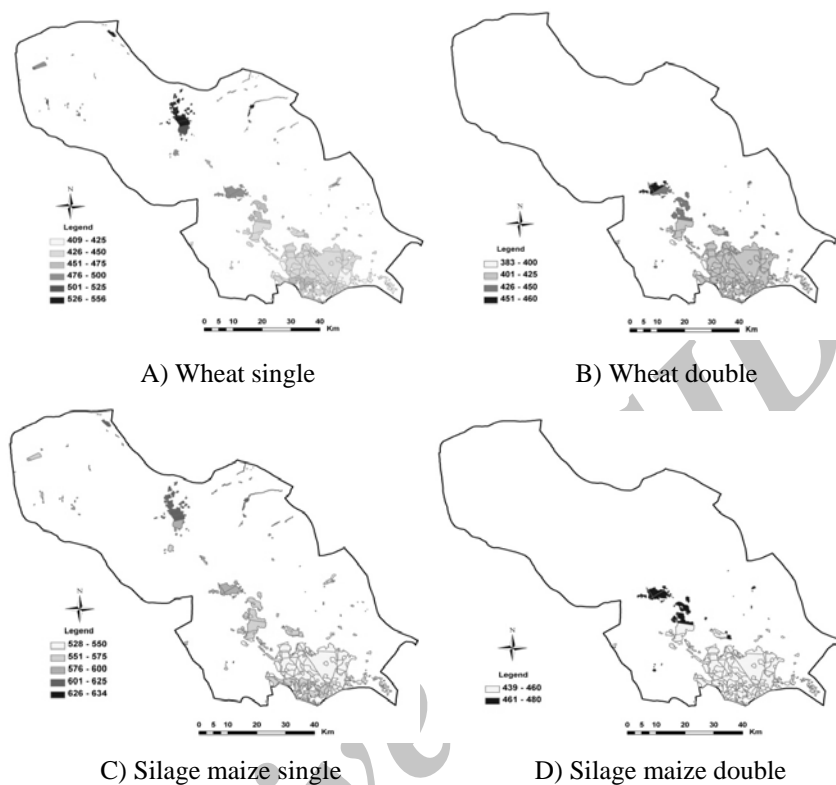 N
Legend
409 - 425
426 - 450
451 - 475
476 - 500
501 - 525
526 - 556
0 5 10 20 30 40
Km
A) Wheat single
N
Legend
383 - 400
401 - 425
426 - 450
451 - 460
0 5 10 20 30 40
Km
B) Wheat double
N
Legend
528 - 550
551 - 575
576 - 600
601 - 625
626 - 634
0 5 10 20 30 40
Km
C) Silage maize single
N
Legend
439 - 460
461 - 480
0 5 10 20 30 40
Km
D) Silage maize double